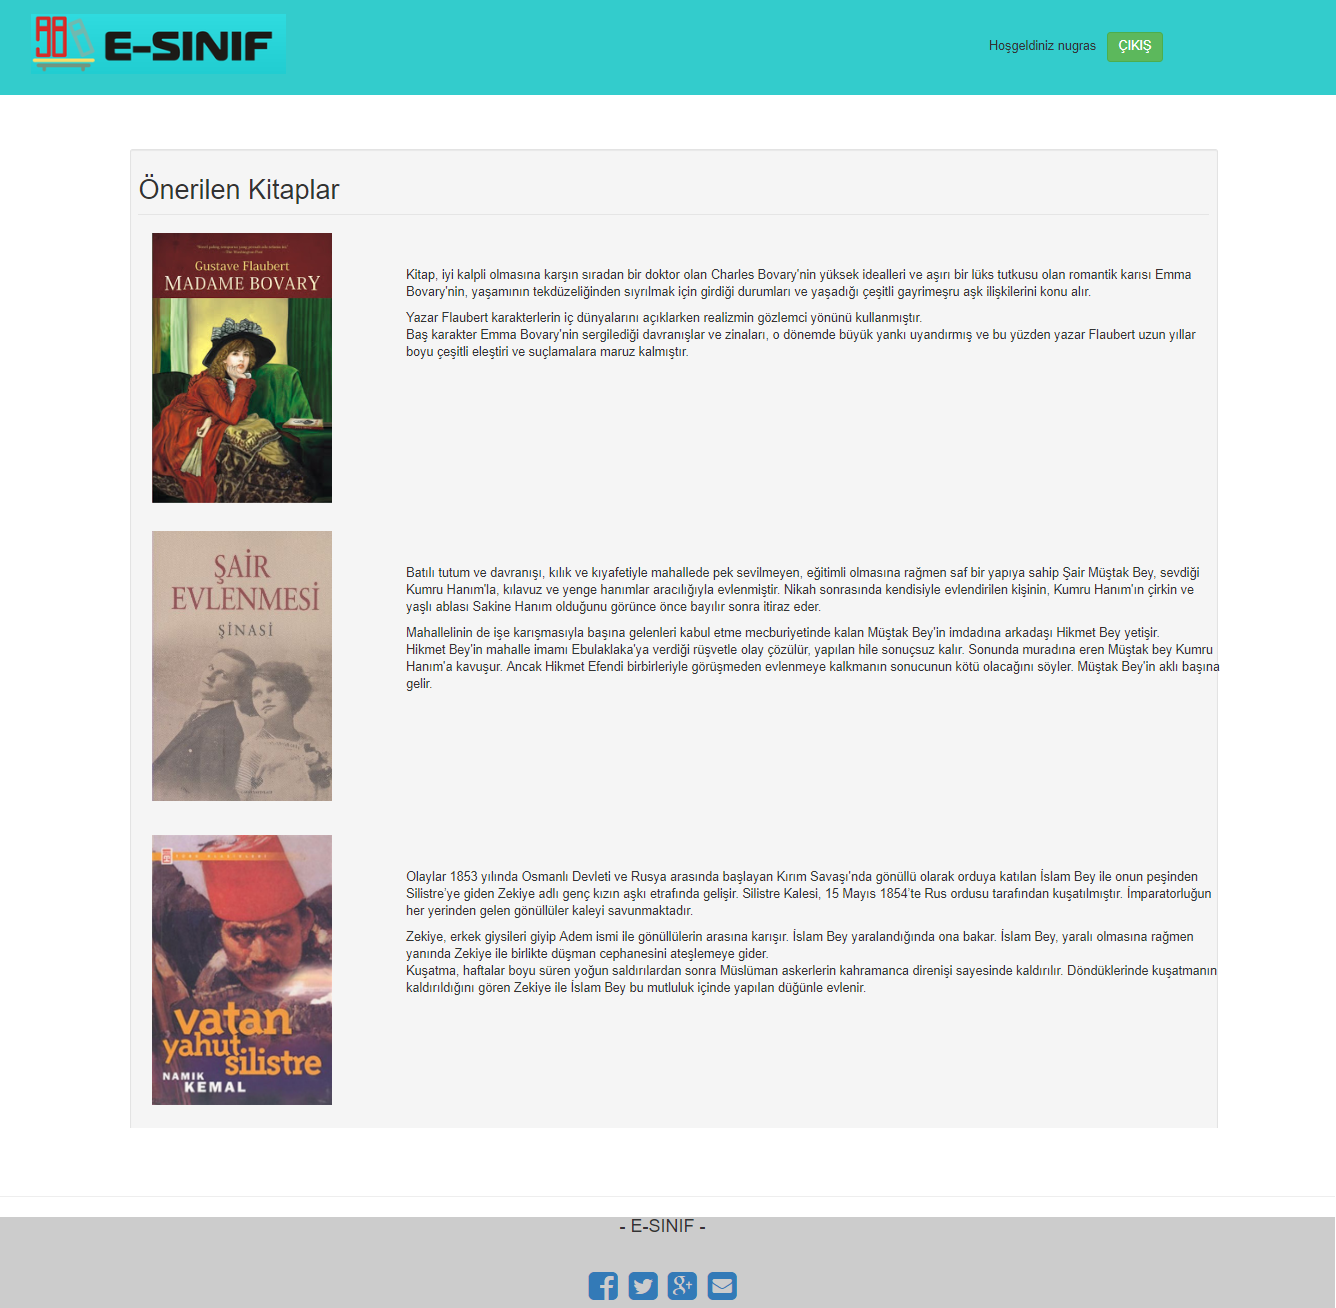 E-SINIF
Hoşgeldiniz nugras
ÇIKIŞ
Önerilen Kitaplar
Gustave Flaubert
MADAME BOVARY
Kitap, iyi kalpli olmasına karşın sıradan bir doktor olan Charles Bovary'nin yüksek idealleri ve aşırı bir lüks tutkusu olan romantik karısı Emma
Bovary'nin, yaşamının tekdüzeliğinden sıyrılmak için girdiği durumları ve yaşadığı çeşitli gayrimeşru aşk ilişkilerini konu alır.
Yazar Flaubert karakterlerin iç dünyalarını açıklarken realizmin gözlemci yönünü kullanmıştır.
Baş karakter Emma Bovary'nin sergilediği davranışlar ve zinaları, o dönemde büyük yankı uyandırmış ve bu yüzden yazar Flaubert uzun yıllar
boyu çeşitli eleştiri ve suçlamalara maruz kalmıştır.
ŞAİR
EVLENMESİ
ŞİNASİ
Batılı tutum ve davranışı, kılık ve kıyafetiyle mahallede pek sevilmeyen, eğitimli olmasına rağmen saf bir yapıya sahip Şair Müştak Bey, sevdiği
Kumru Hanım'la, kılavuz ve yenge hanımlar aracılığıyla evlenmiştir. Nikah sonrasında kendisiyle evlendirilen kişinin, Kumru Hanım'ın çirkin ve
yaşlı ablası Sakine Hanım olduğunu görünce önce bayılır sonra itiraz eder.
Mahallelinin de işe karışmasıyla başına gelenleri kabul etme mecburiyetinde kalan Müştak Bey'in imdadına arkadaşı Hikmet Bey yetişir.
Hikmet Bey'in mahalle imamı Ebulaklaka'ya verdiği rüşvetle olay çözülür, yapılan hile sonuçsuz kalır. Sonunda muradına eren Müştak bey Kumru
Hanım'a kavuşur. Ancak Hikmet Efendi birbirleriyle görüşmeden evlenmeye kalkmanın sonucunun kötü olacağını söyler. Müştak Bey'in aklı başına
gelir.
vatan
yahut
silistre
NAMIK
KEMAL
Olaylar 1853 yılında Osmanlı Devleti ve Rusya arasında başlayan Kırım Savaşı'nda gönüllü olarak orduya katılan İslam Bey ile onun peşinden
Silistre'ye giden Zekiye adlı genç kızın aşkı etrafında gelişir. Silistre Kalesi, 15 Mayıs 1854'te Rus ordusu tarafından kuşatılmıştır. İmparatorluğun
her yerinden gelen gönüllüler kaleyi savunmaktadır.
Zekiye, erkek giysileri giyip Adem ismi ile gönüllülerin arasına karışır. İslam Bey yaralandığında ona bakar. İslam Bey, yaralı olmasına rağmen
yanında Zekiye ile birlikte düşman cephanesini ateşlemeye gider.
Kuşatma, haftalar boyu süren yoğun saldırılardan sonra Müslüman askerlerin kahramanca direnişi sayesinde kaldırılır. Döndüklerinde kuşatmanın
kaldırıldığını gören Zekiye ile İslam Bey bu mutluluk içinde yapılan düğünle evlenir.
- E-SINIF -